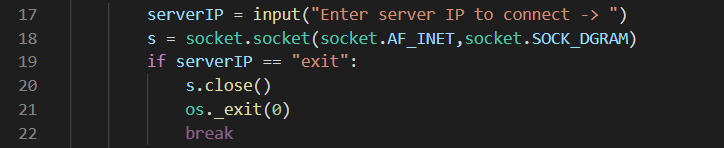 17 serverIP = input("Enter server IP to connect -> ")
18 s = socket.socket(socket.AF_INET,socket.SOCK_DGRAM)
19 if serverIP == "exit":
20 s.close()
21 os._exit(0)
22 break